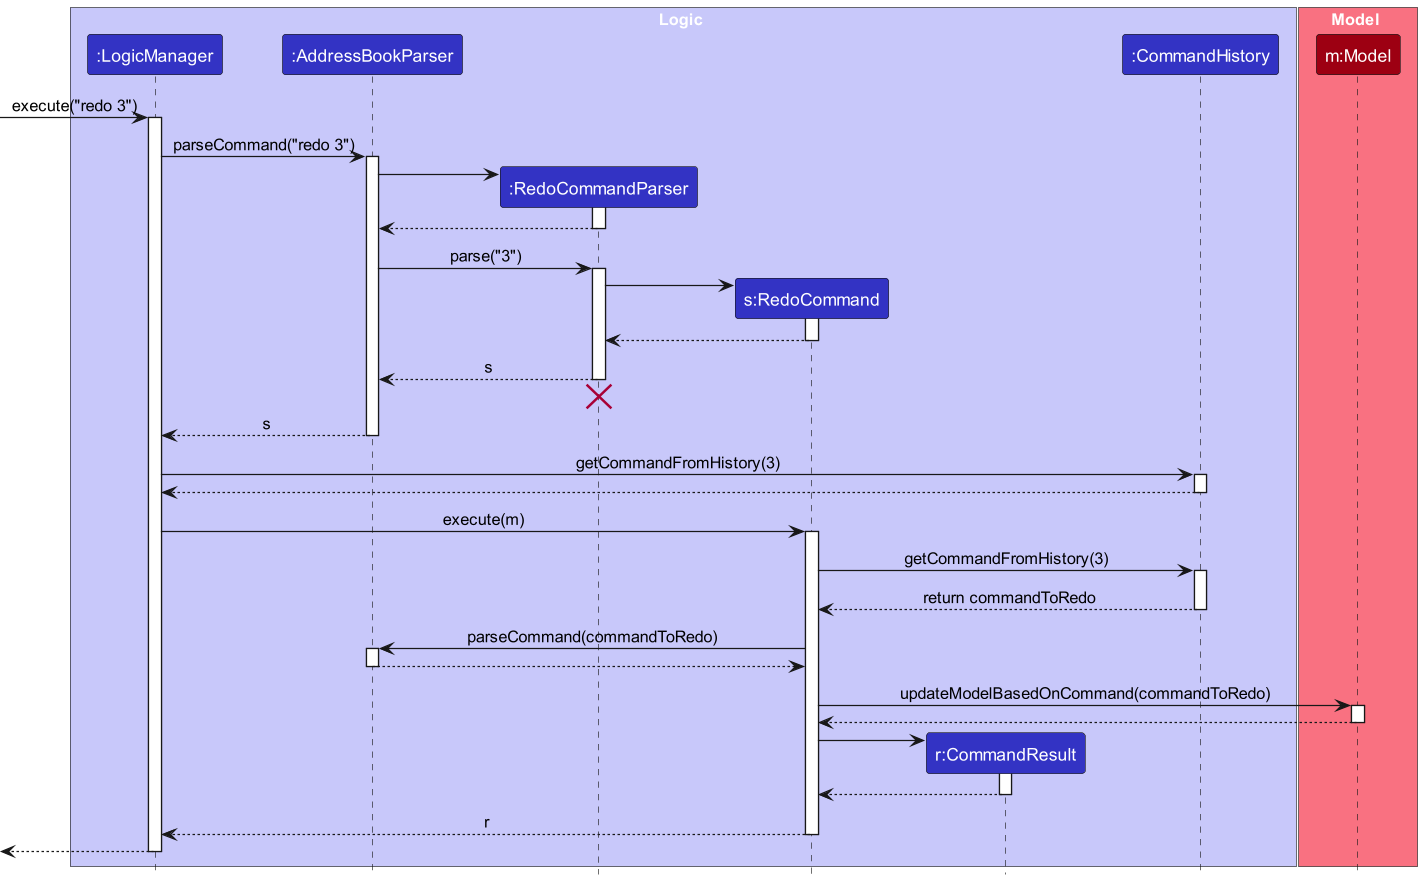 Logic
Model
:LogicManager
:AddressBookParser
:CommandHistory
m:Model
execute("redo 3")
parseCommand("redo 3")
:RedoCommandParser
parse("3")
s:RedoCommand
s
s
getCommandFromHistory(3)
execute(m)
getCommandFromHistory(3)
return commandToRedo
parseCommand(commandToRedo)
updateModelBasedOnCommand(commandToRedo)
r:CommandResult
r